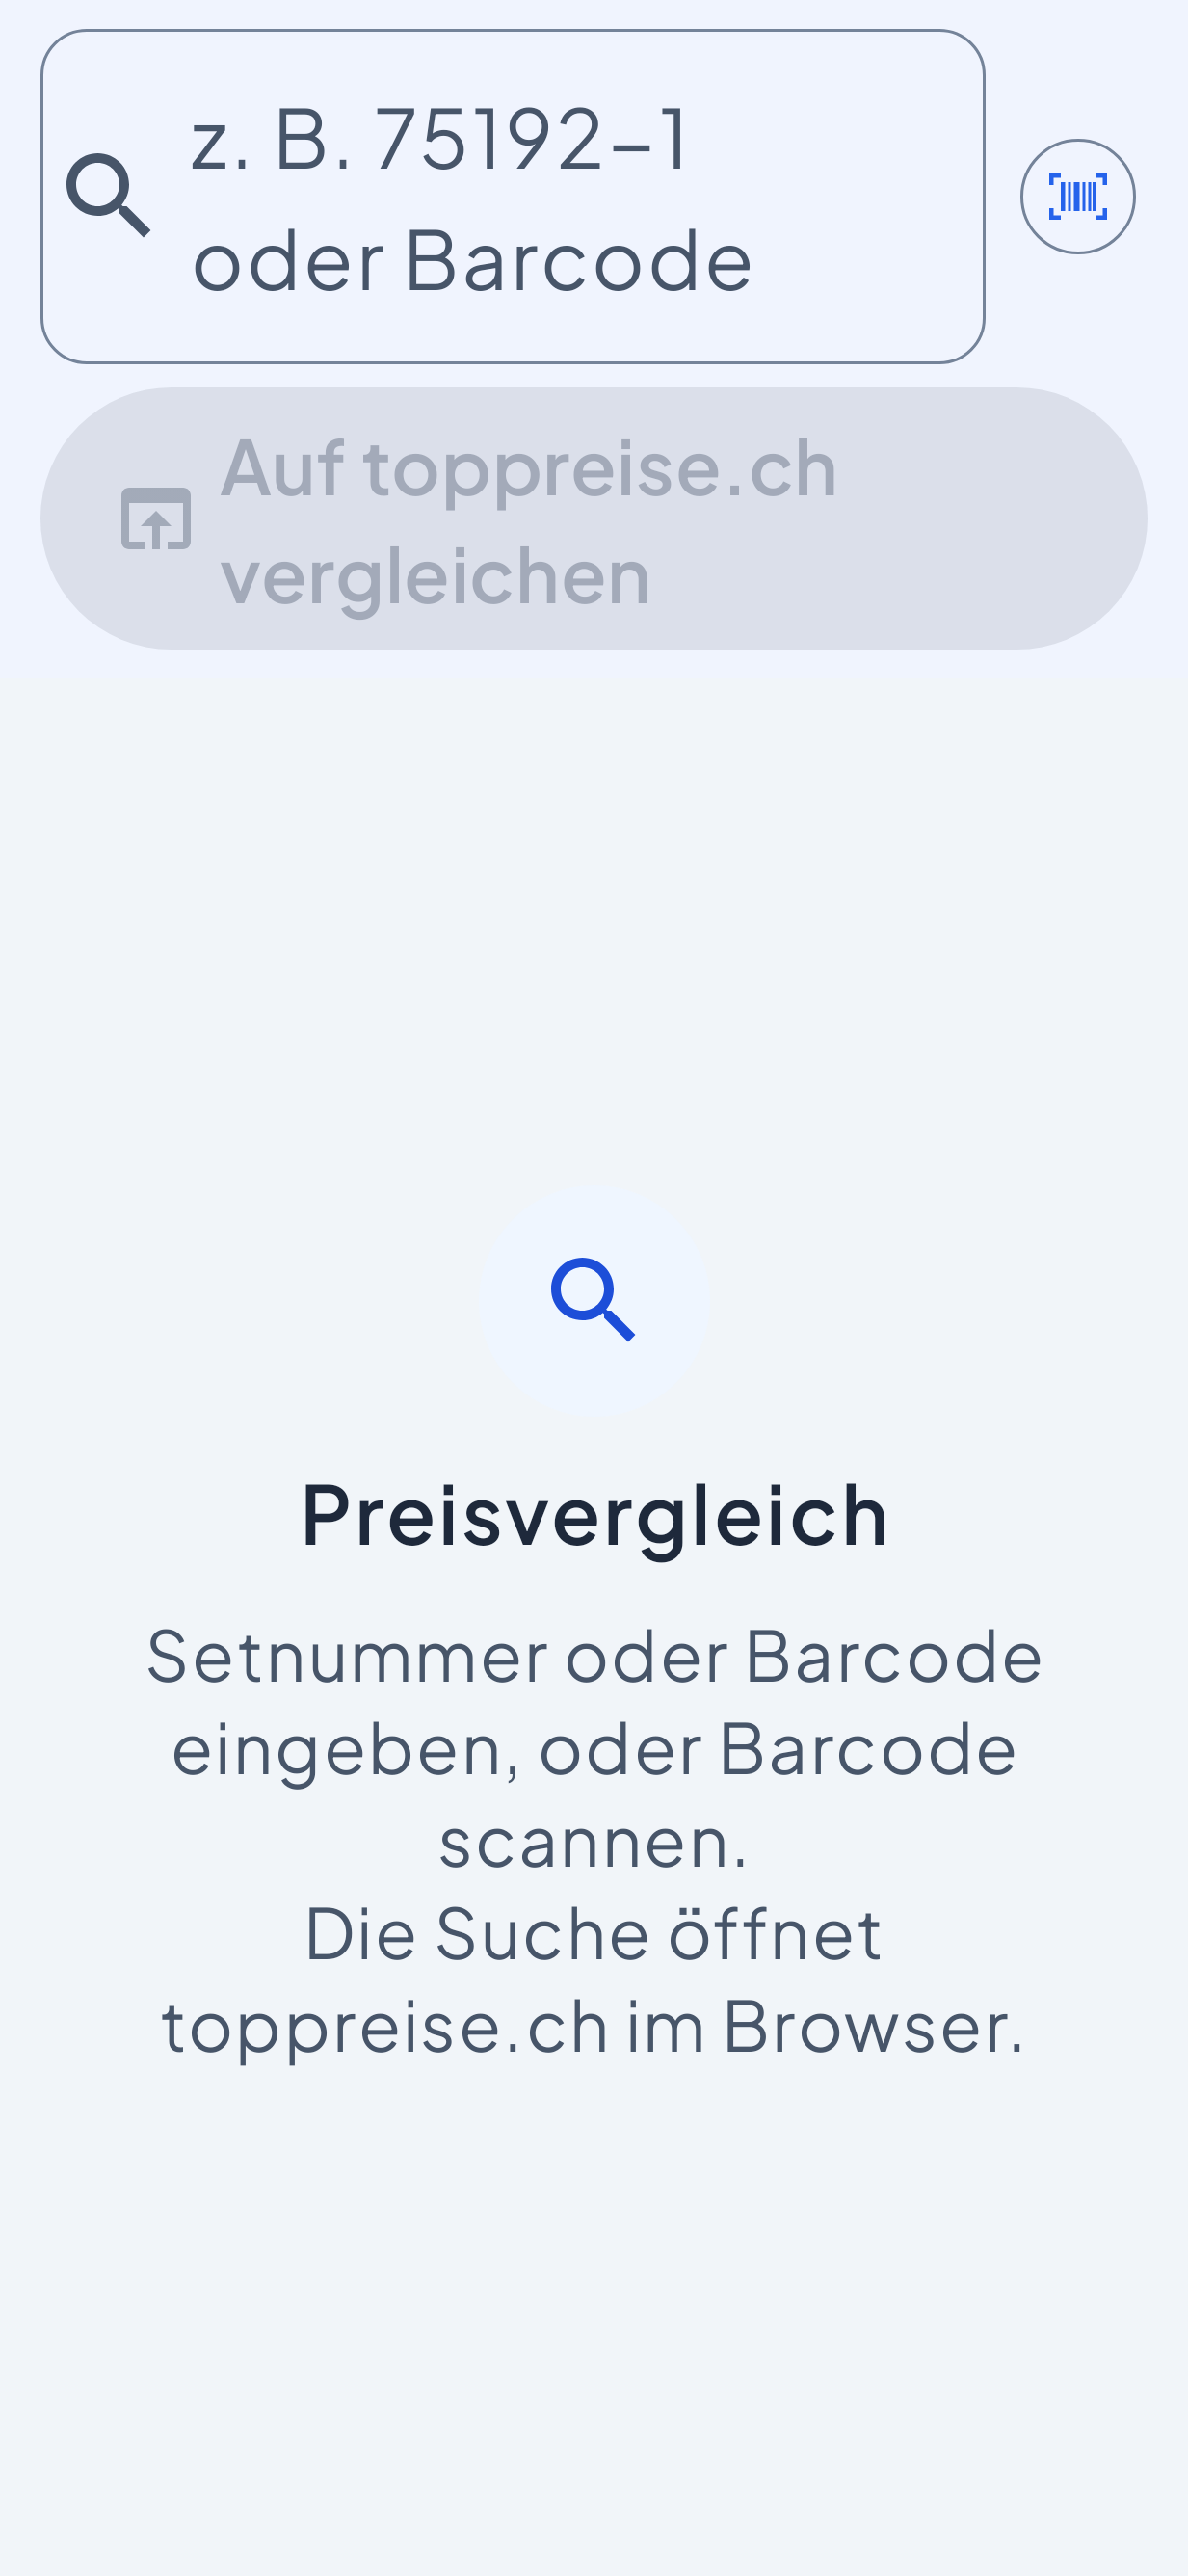 z. B. 75192-1
oder Barcode
Auf toppreise.ch
vergleichen
Preisvergleich
Setnummer oder Barcode
eingeben, oder Barcode
scannen.
Die Suche öffnet
toppreise.ch im Browser.